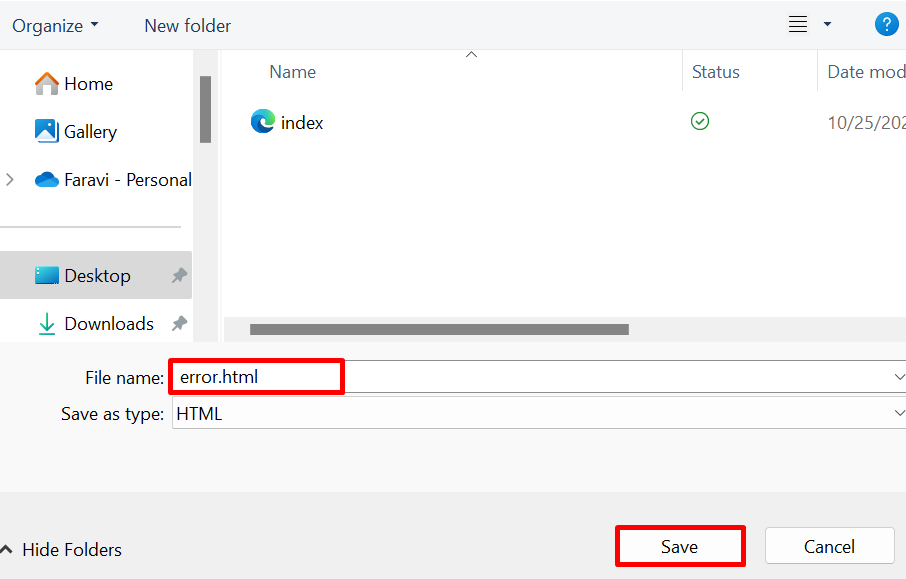 Organize New folder ?
Name Status Date mod
Home
index 10/25/202
Gallery
Faravi - Personal
Desktop
Downloads
File name: error.html
Save as type: HTML
Hide Folders Save Cancel